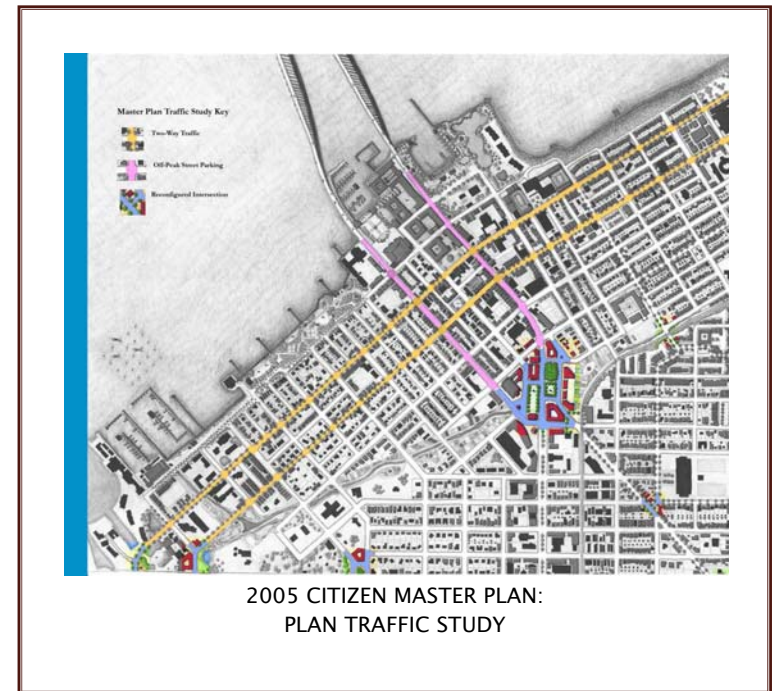 Master Plan Traffic Study Key
Two-Way Traffic
Off-Peak Street Parking
Reconfigured Intersection
2005 CITIZEN MASTER PLAN:
PLAN TRAFFIC STUDY